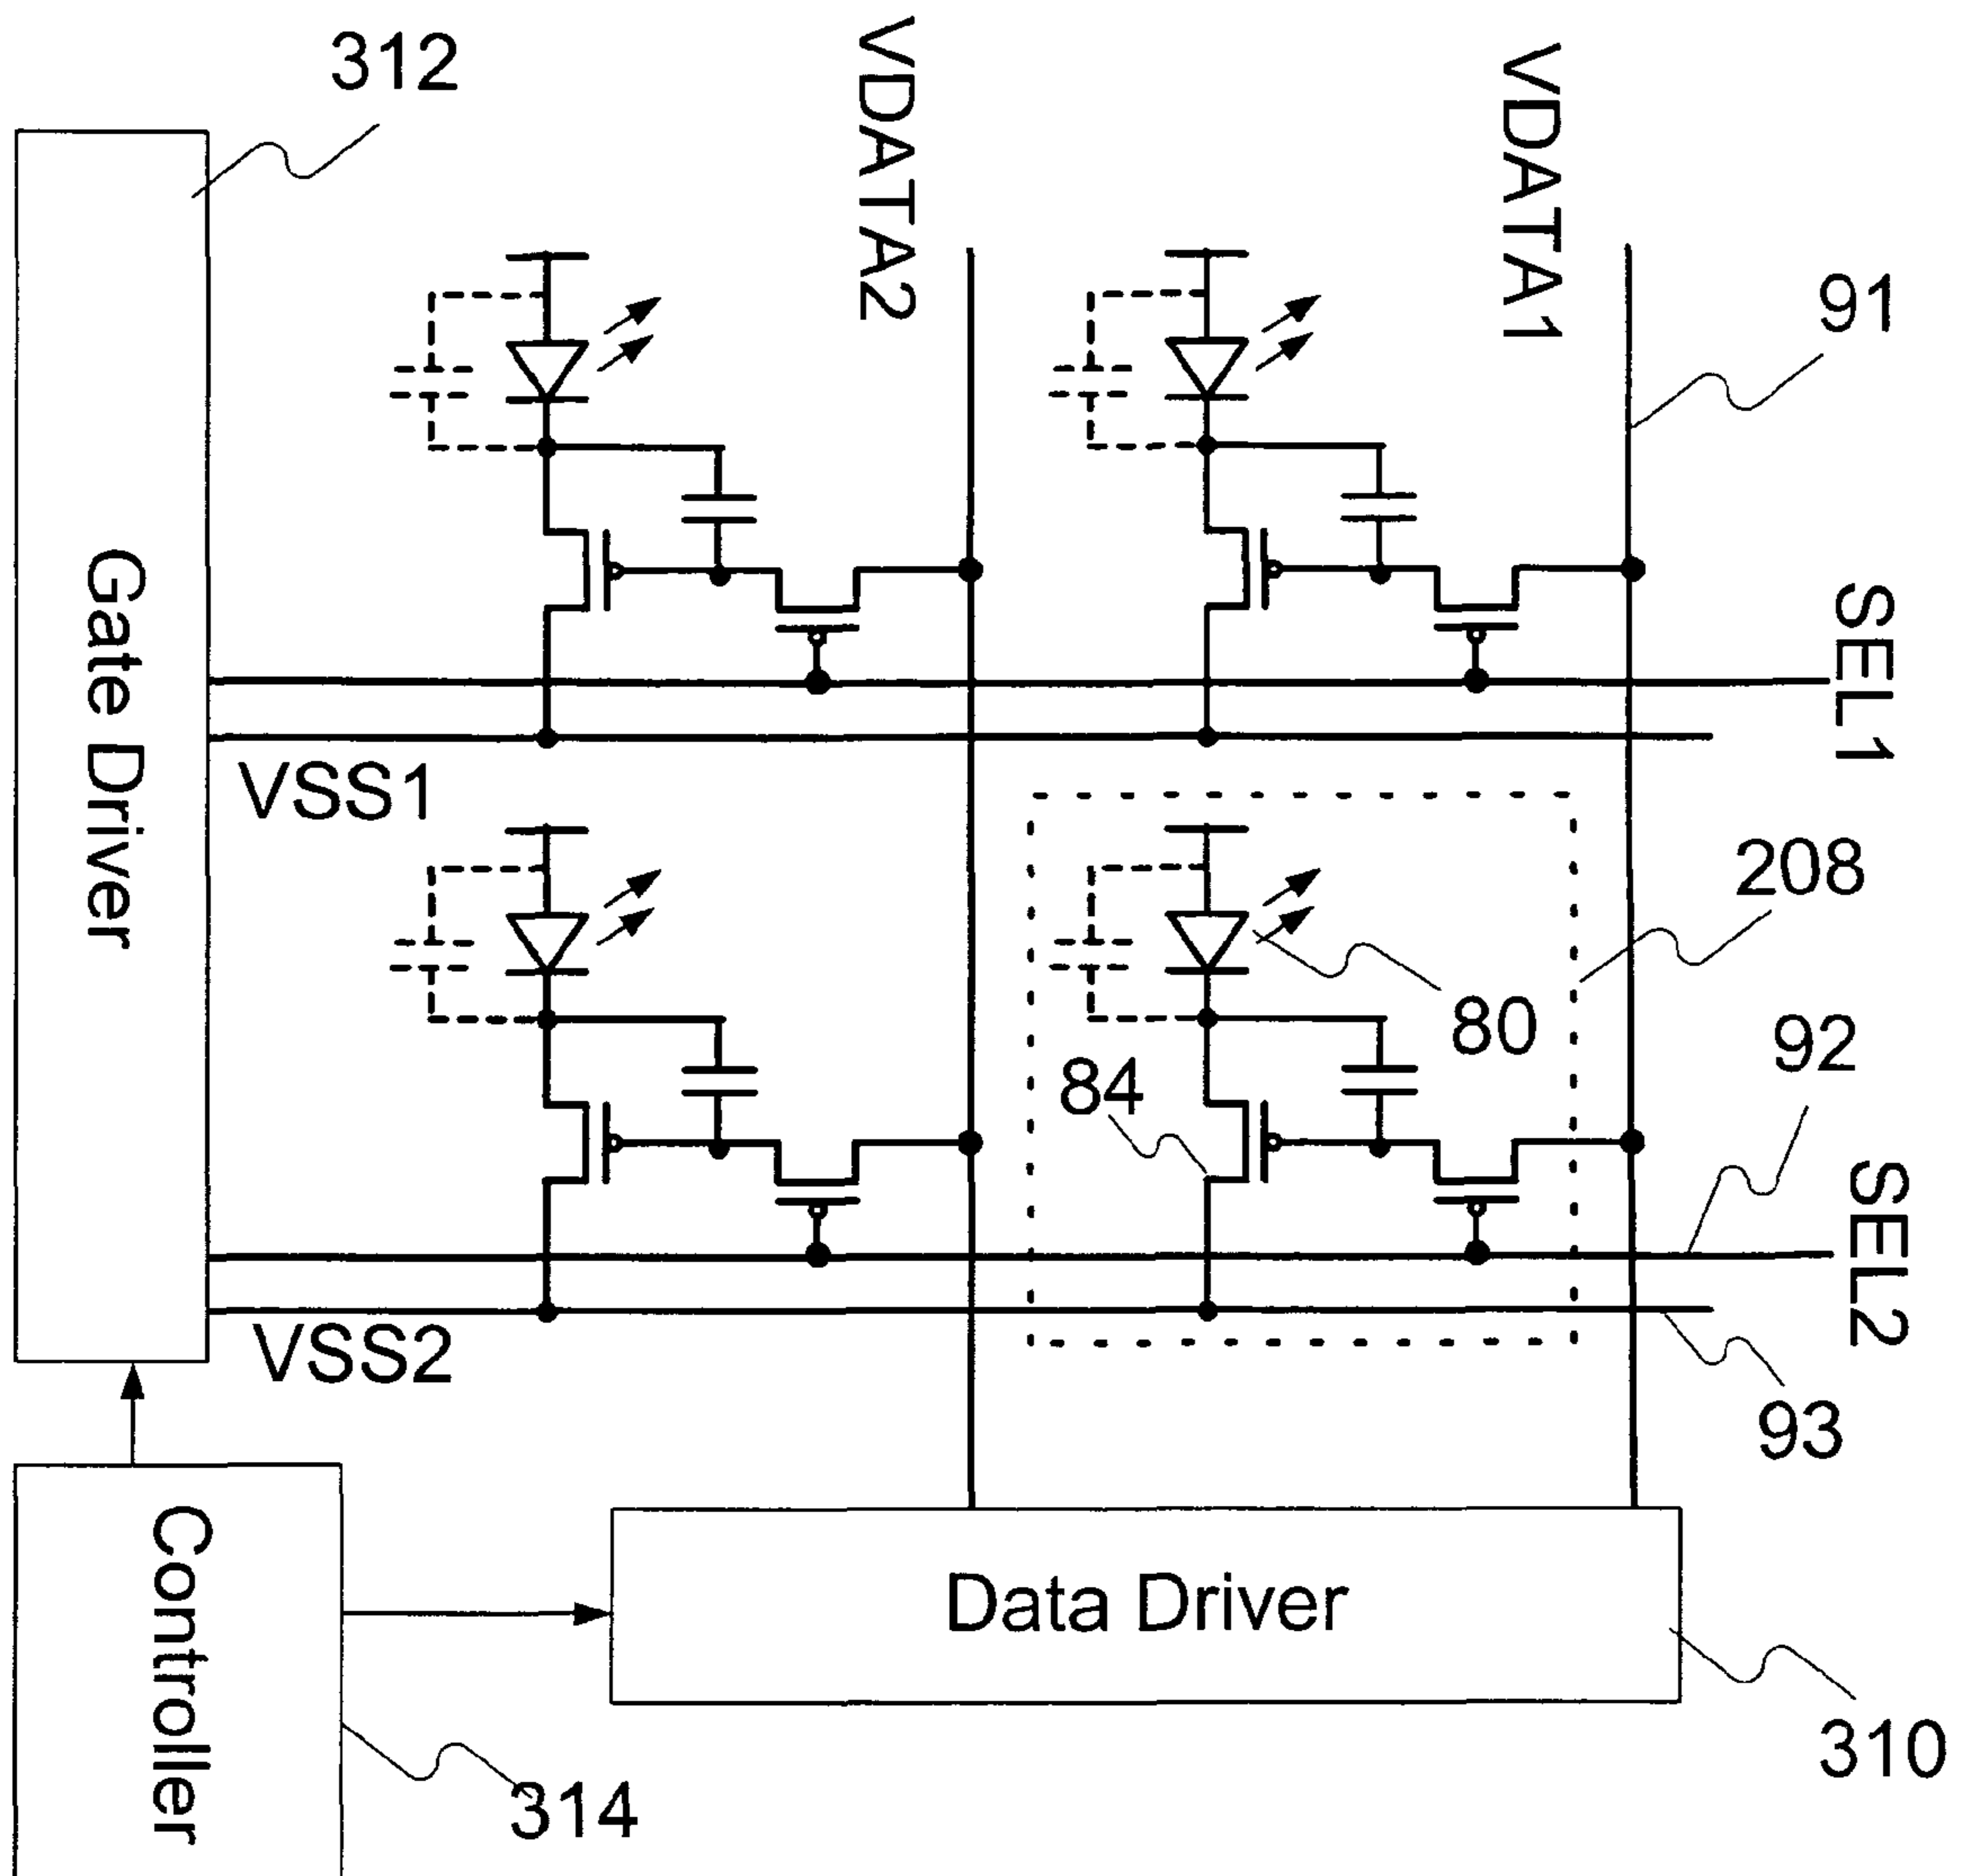 312
VDATA2
VDATA1
91
SEL1
Gate Driver
VSS1
208
80
92
84
SEL2
VSS2
93
Controller
Data Driver
310
314